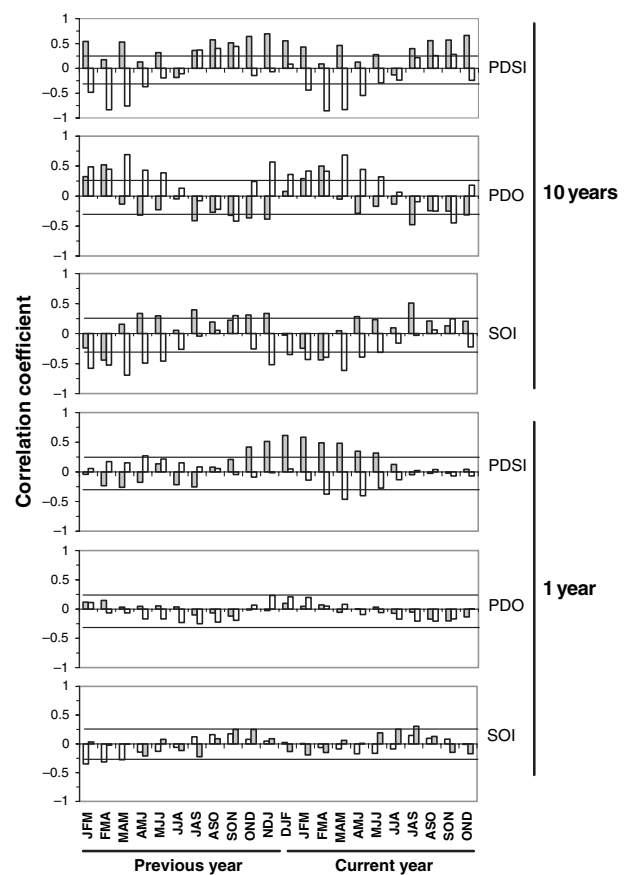 Correlation coefficient
1
0.5
0
−0.5
−1
PDSI
1
0.5
0
−0.5
−1
PDO
10 years
1
0.5
0
−0.5
−1
SOI
1
0.5
0
−0.5
−1
PDSI
1
0.5
0
−0.5
−1
PDO
1 year
1
0.5
0
−0.5
−1
SOI
JFM FMA MAM AMJ MJJ JJA JAS ASO SON OND NDJ DJF JFM FMA MAM AMJ MJJ JJA JAS ASO SON OND
Previous year Current year